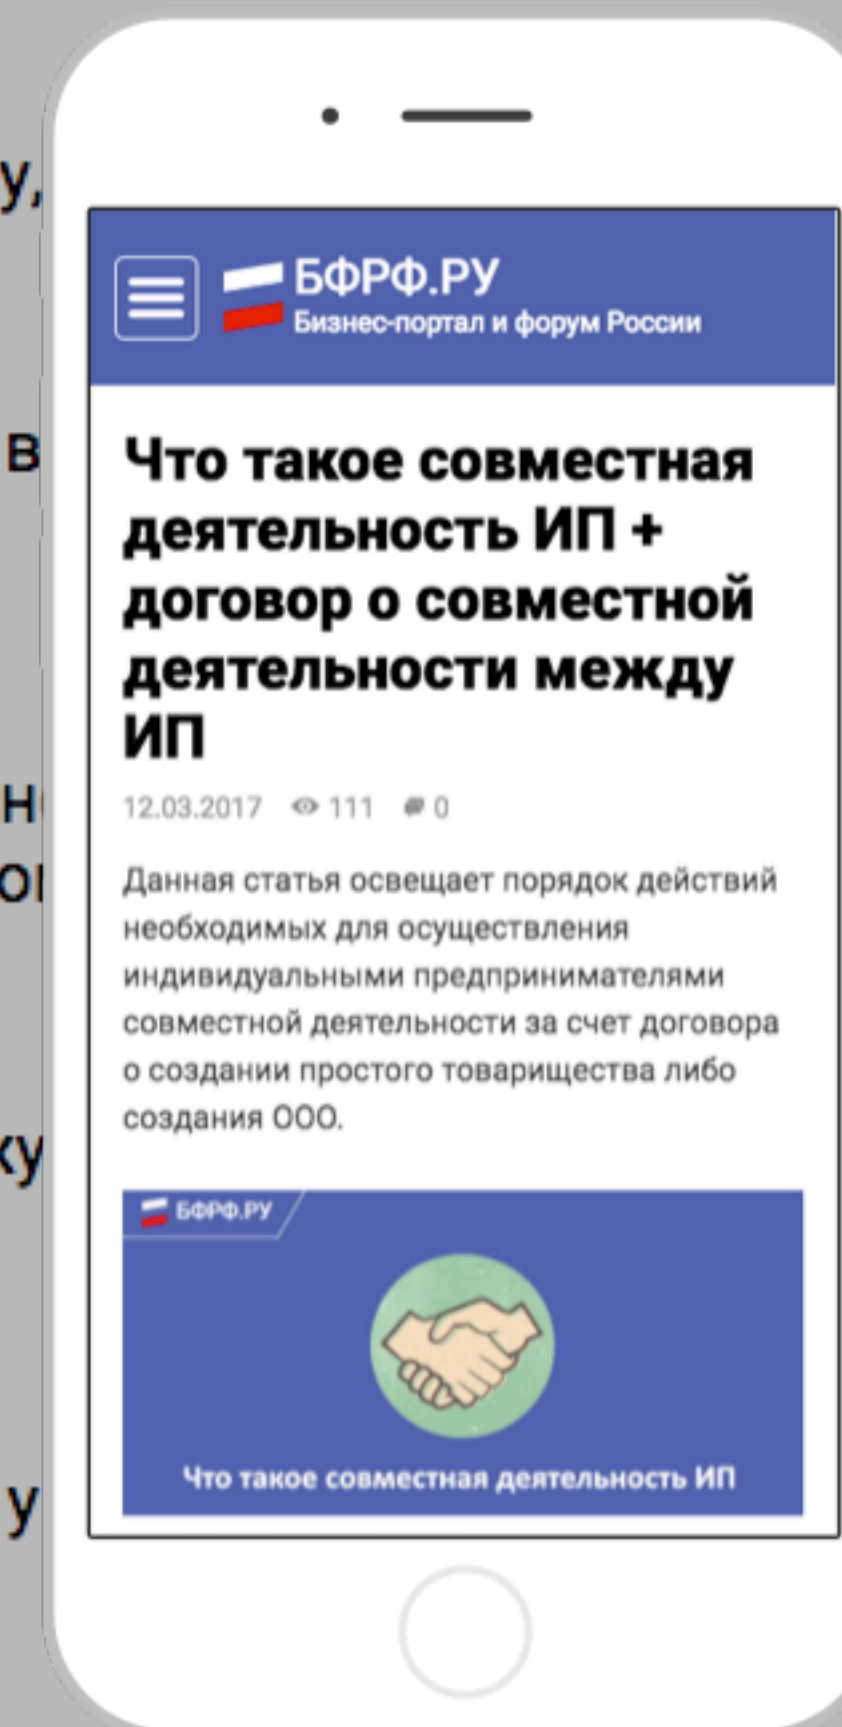 БФРФ.РУ
Бизнес-портал и форум России
Что такое совместная
деятельность ИП +
договор о совместной
деятельности между
ИП
12.03.2017 111 0
Данная статья освещает порядок действий
необходимых для осуществления
индивидуальными предпринимателями
совместной деятельности за счет договора
о создании простого товарищества либо
создания ООО.
БФРФ.РУ
Что такое совместная деятельность ИП